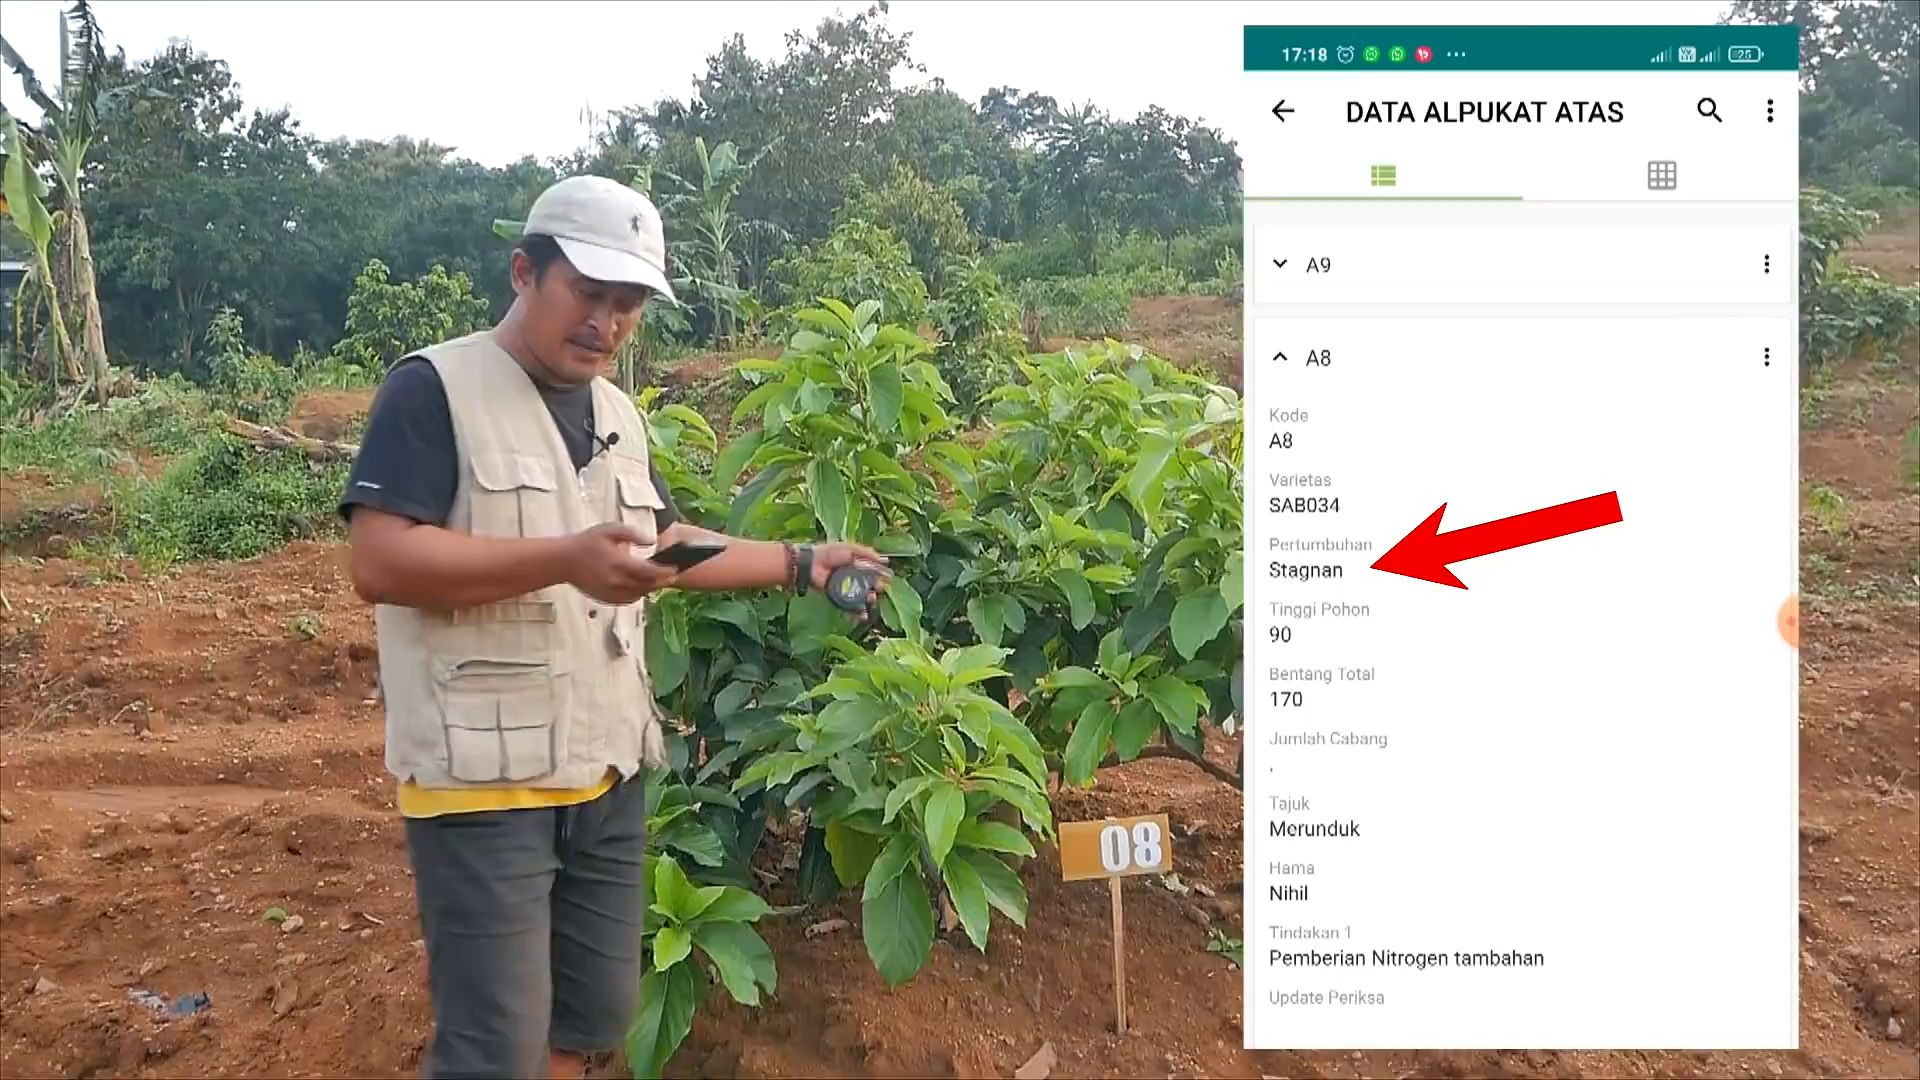 17:18
25
DATA ALPUKAT ATAS
A9
A8
Kode
A8
Varietas
SAB034
Pertumbuhan
Stagnan
Tinggi Pohon
90
Bentang Total
170
Jumlah Cabang
Tajuk
Merunduk
Hama
Nihil
Tindakan 1
Pemberian Nitrogen tambahan
Update Periksa
08